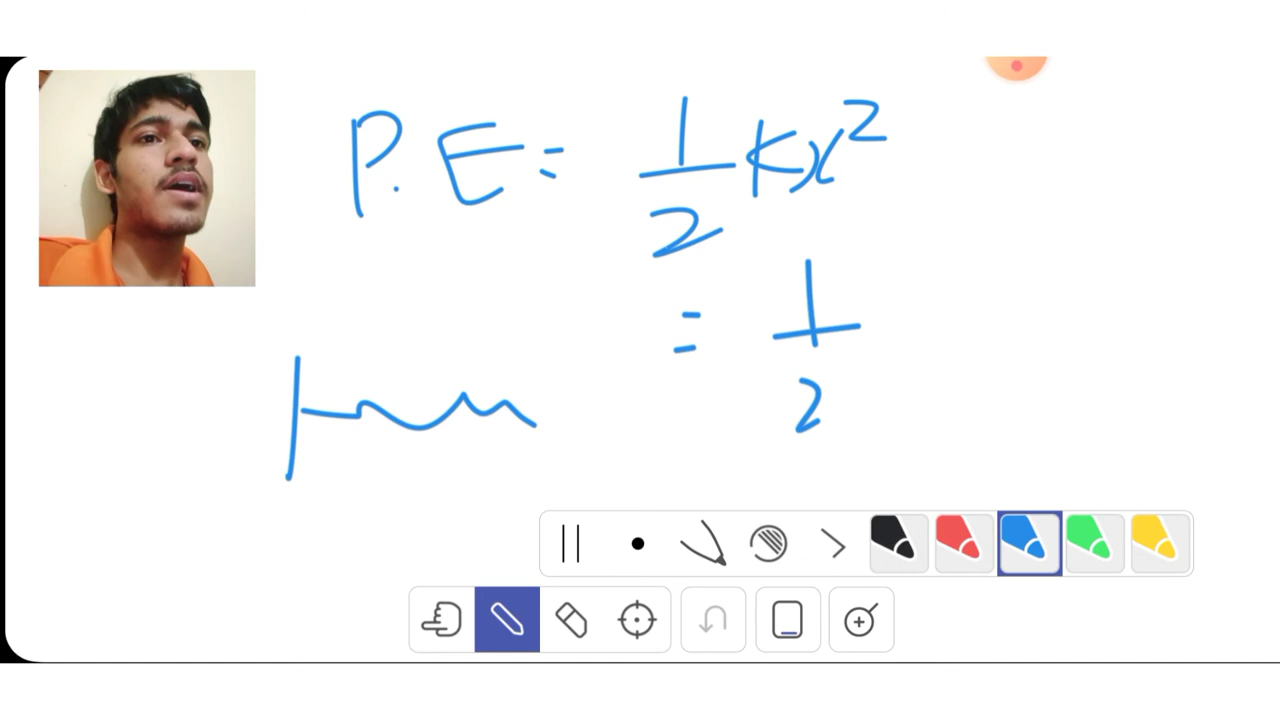 P.E = 1/2 kx²
= 1/2